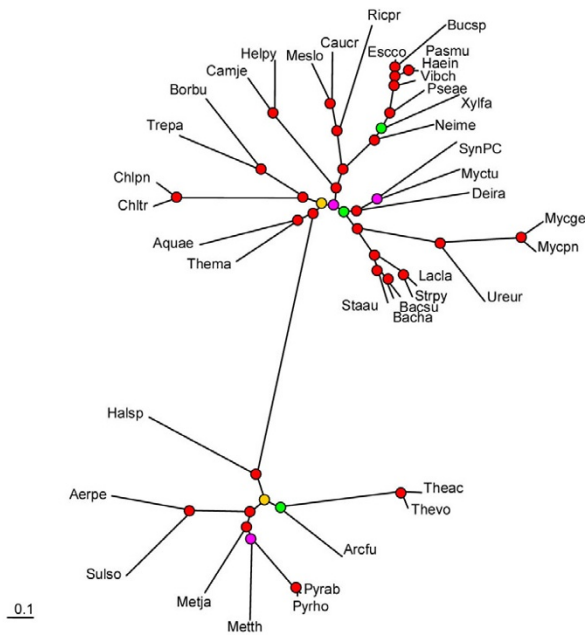 Ricpr
Bucsp
Caucr
Escco
Pasmu
Helpy
Meslo
Haein
Vibch
Camje
Pseae
Xylfa
Borbu
Neime
Trepa
SynPC
Myctu
Chlpn
Deira
Chltr
Mycge
Aquae
Mycpn
Thema
Lacla
Strpy
Ureur
Staau
Bacsu
Bacha
Halsp
Theac
Aerpe
Thevo
Arcfu
Sulso
Pyrab
Metja
Pyrho
0.1
Metth